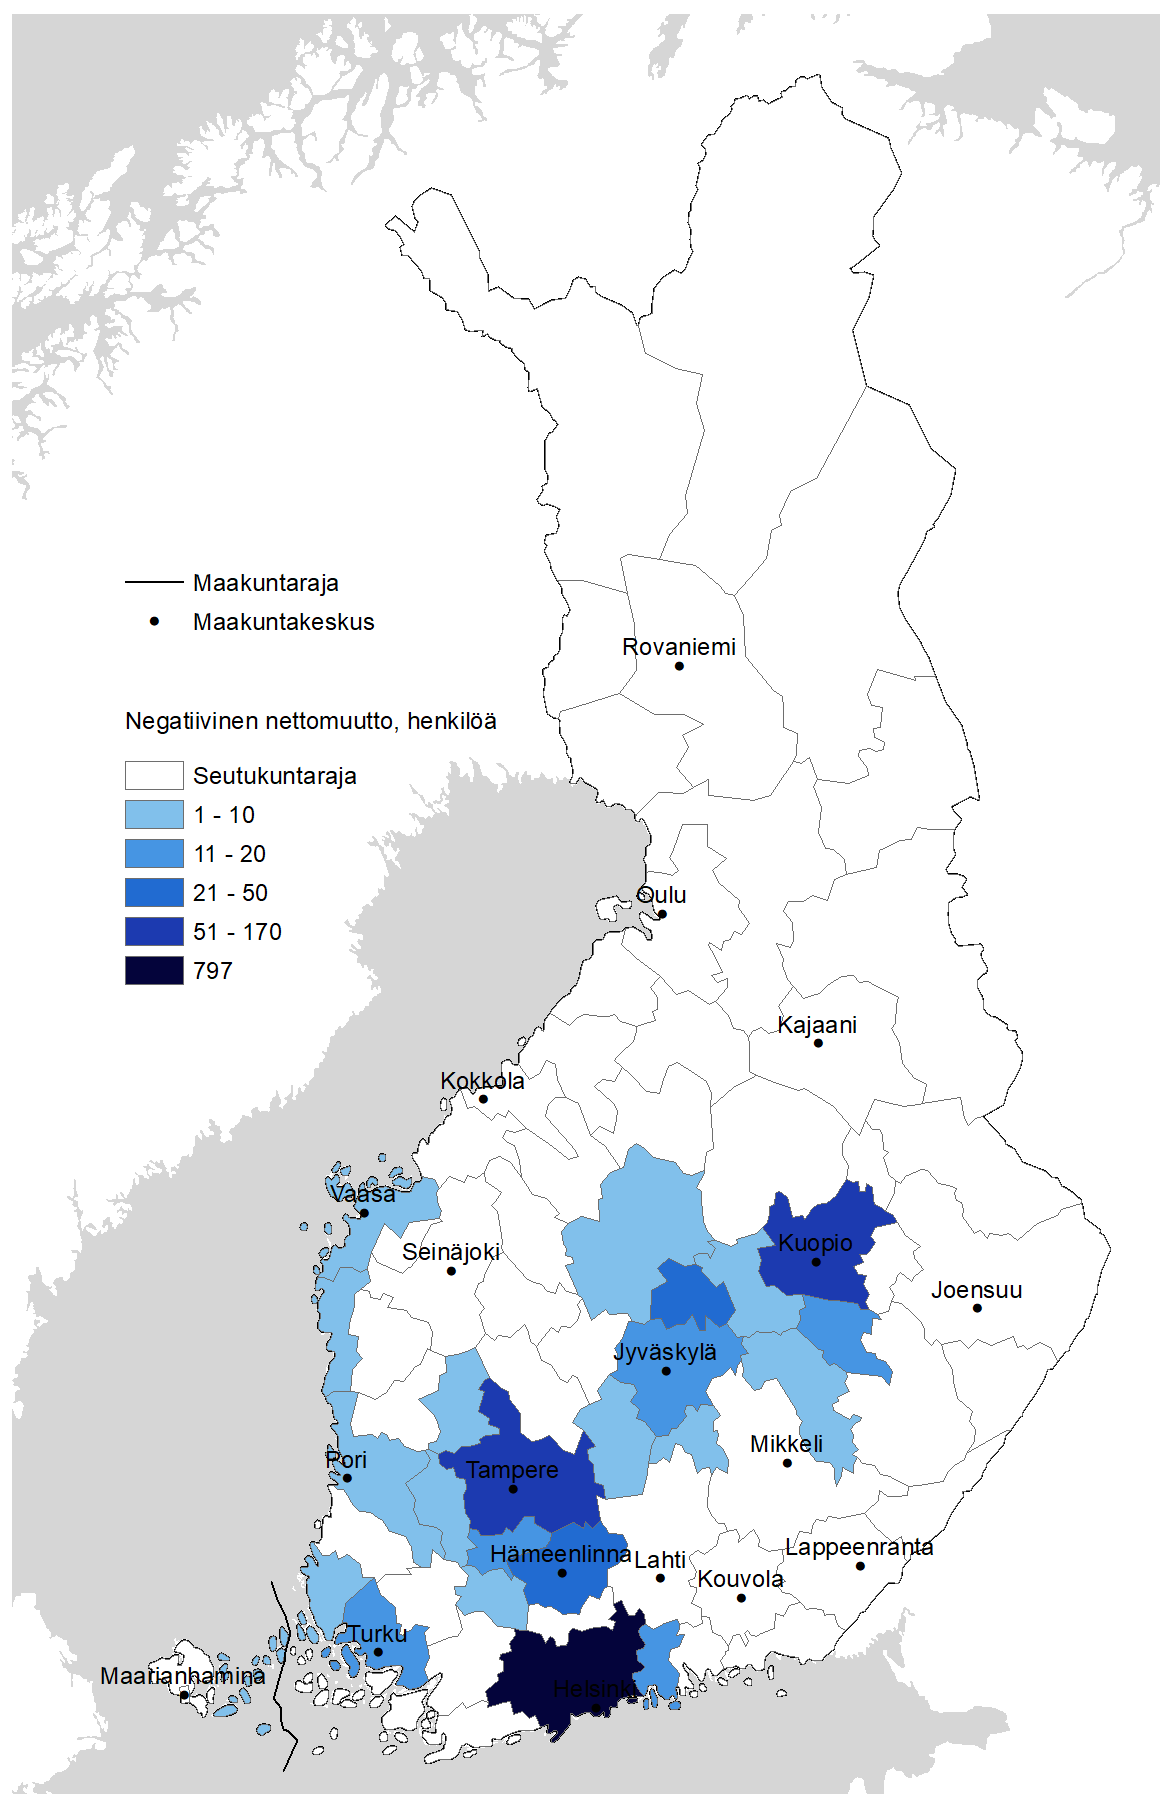 Maakuntaraja
Maakuntakeskus
Rovaniemi
Negatiivinen nettomuutto, henkilöä
Seutukuntaraja
1 - 10
11 - 20
21 - 50
51 - 170
797
Oulu
Kajaani
Kokkola
Vaasa
Seinäjoki
Kuopio
Joensuu
Jyväskylä
Mikkeli
Pori
Tampere
Hämeenlinna
Lahti
Lappeenranta
Kouvola
Turku
Maatianhamina
Helsinki